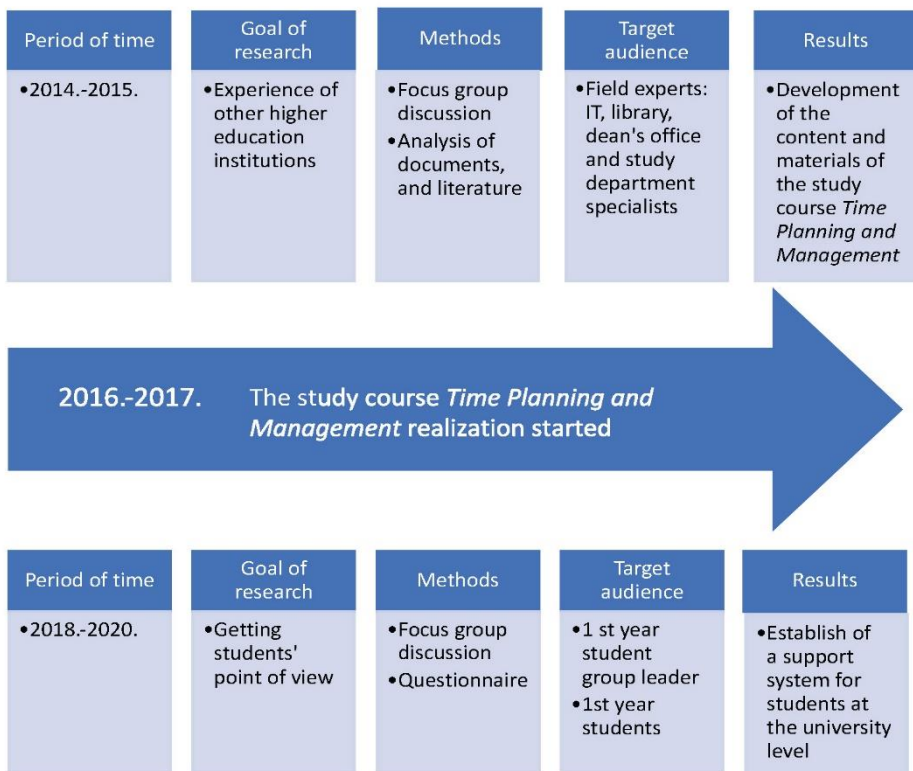 Period of time
•2014.-2015.
Goal of
research
•Experience of
other higher
education
institutions
Methods
•Focus group
discussion
•Analysis of
documents,
and literature
Target
audience
•Field experts:
IT, library,
dean's office
and study
department
specialists
Results
•Development
of the
content and
materials of
the study
course Time
Planning and
Management
2016.-2017. The study course Time Planning and
Management realization started
Period of time
•2018.-2020.
Goal of
research
•Getting
students'
point of view
Methods
•Focus group
discussion
•Questionnaire
Target
audience
•1 st year
student
group leader
•1st year
students
Results
•Establish of
a support
system for
students at
the university
level